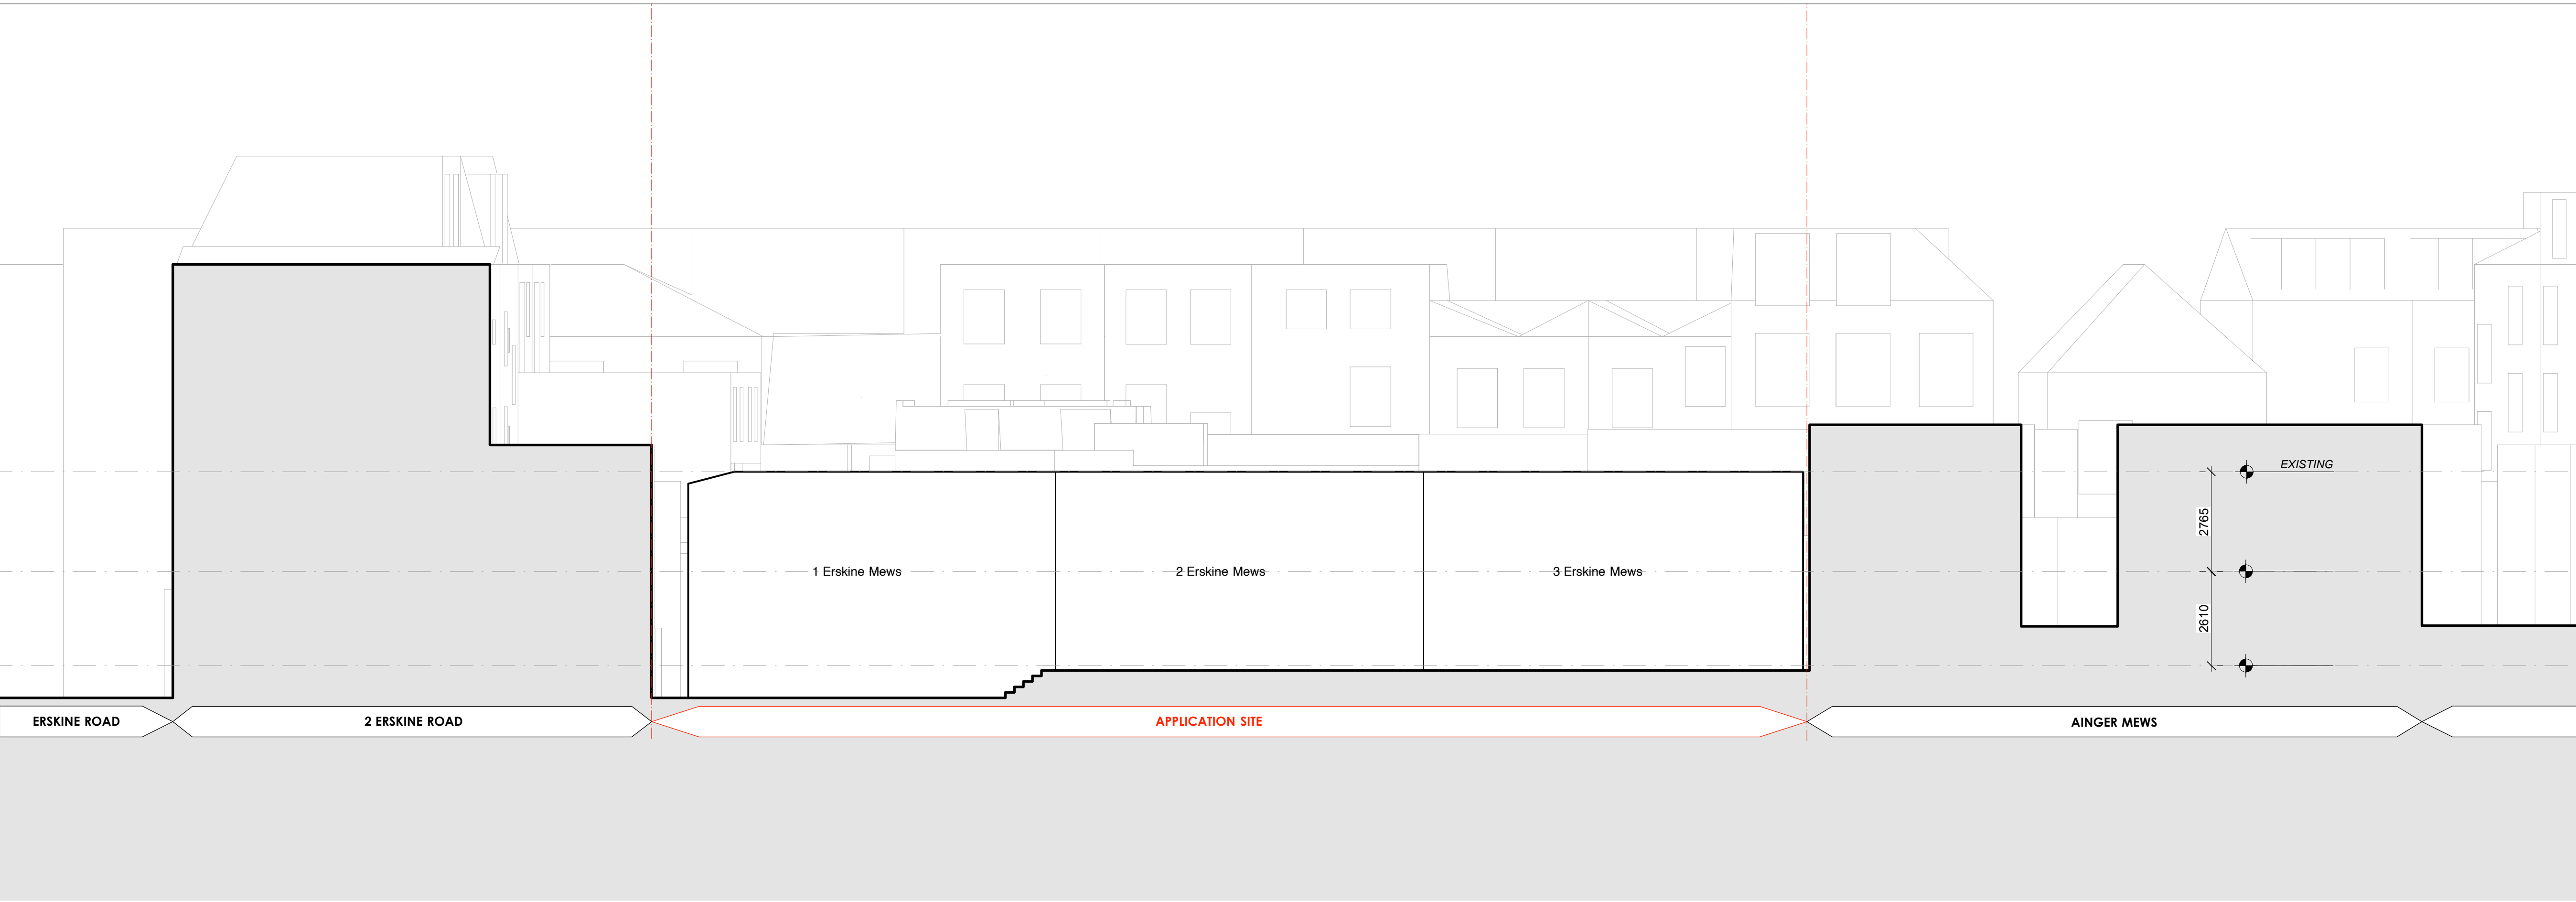 EXISTING
2765
1 Erskine Mews
2 Erskine Mews
3 Erskine Mews
2610
ERSKINE ROAD
2 ERSKINE ROAD
APPLICATION SITE
AINGER MEWS